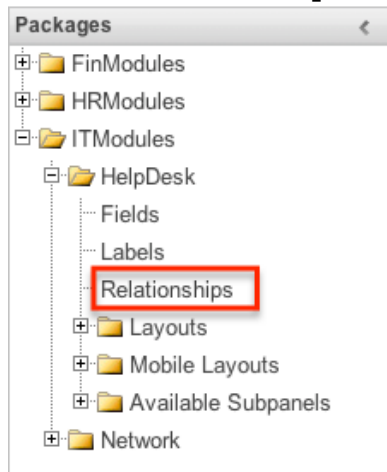 Packages
FinModules
HRModules
ITModules
HelpDesk
Fields
Labels
Relationships
Layouts
Mobile Layouts
Available Subpanels
Network